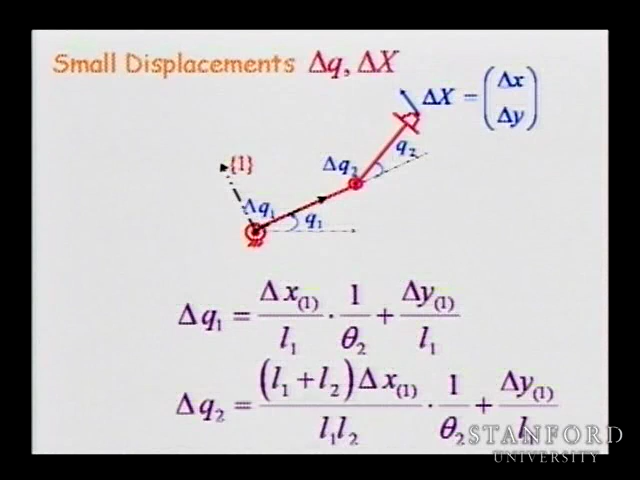 Small Displacements Δq, ΔX
ΔX = (Δx Δy)
{1}
Δq₂
q₂
Δq₁
q₁
Δq₁ = Δx₍₁₎/l₁ · 1/θ₂ + Δy₍₁₎/l₁
Δq₂ = (l₁ + l₂)Δx₍₁₎/l₁l₂ · 1/θ₂ + Δy₍₁₎/l₁
STANFORD
UNIVERSITY